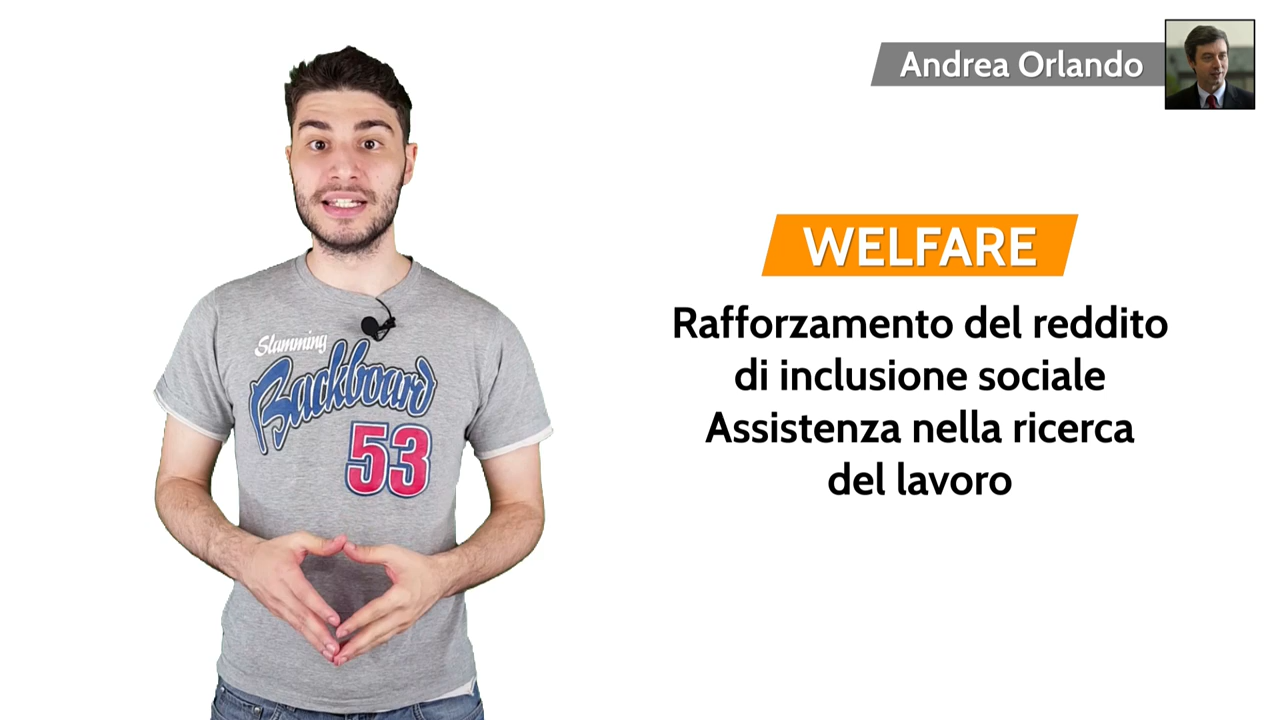 Andrea Orlando
WELFARE
Rafforzamento del reddito
di inclusione sociale
Assistenza nella ricerca
del lavoro
Slamming
Backboard
53